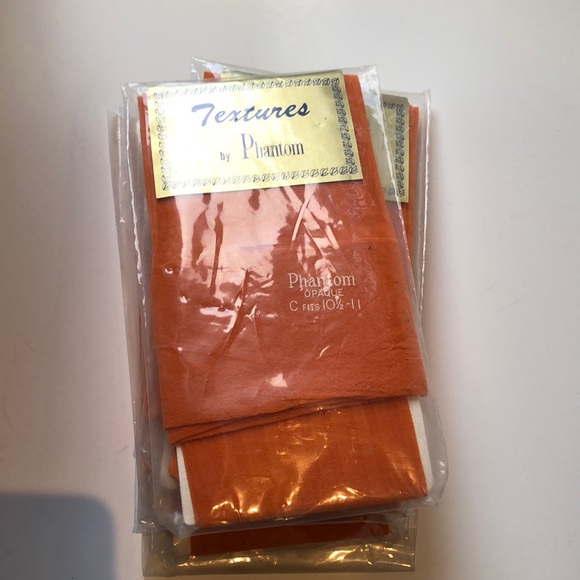 Textures
by Phantom
Phantom
OPAQUE
C FITS 10½-11